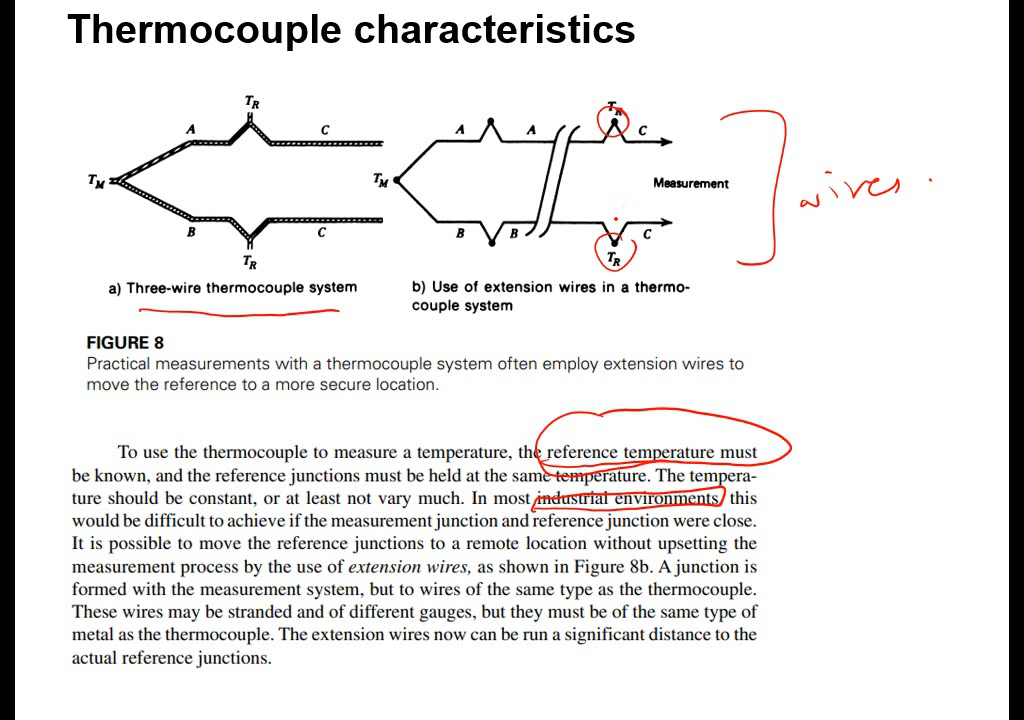 Thermocouple characteristics
T_R
A
C
T_M
B
C
T_R
a) Three-wire thermocouple system
T_R
A
A
C
T_M
Measurement
B
B
C
T_R
b) Use of extension wires in a thermo-
couple system
wires.
FIGURE 8
Practical measurements with a thermocouple system often employ extension wires to
move the reference to a more secure location.
To use the thermocouple to measure a temperature, the reference temperature must
be known, and the reference junctions must be held at the same temperature. The tempera-
ture should be constant, or at least not vary much. In most industrial environments, this
would be difficult to achieve if the measurement junction and reference junction were close.
It is possible to move the reference junctions to a remote location without upsetting the
measurement process by the use of extension wires, as shown in Figure 8b. A junction is
formed with the measurement system, but to wires of the same type as the thermocouple.
These wires may be stranded and of different gauges, but they must be of the same type of
metal as the thermocouple. The extension wires now can be run a significant distance to the
actual reference junctions.